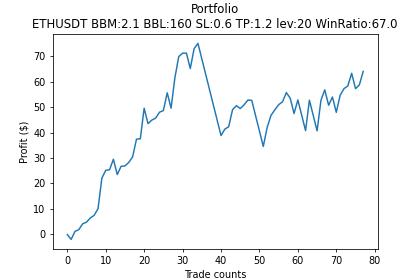 Portfolio
ETHUSDT BBM:2.1 BBL:160 SL:0.6 TP:1.2 lev:20 WinRatio:67.0
70
60
50
40
30
20
10
0
Profit ($)
0 10 20 30 40 50 60 70 80
Trade counts